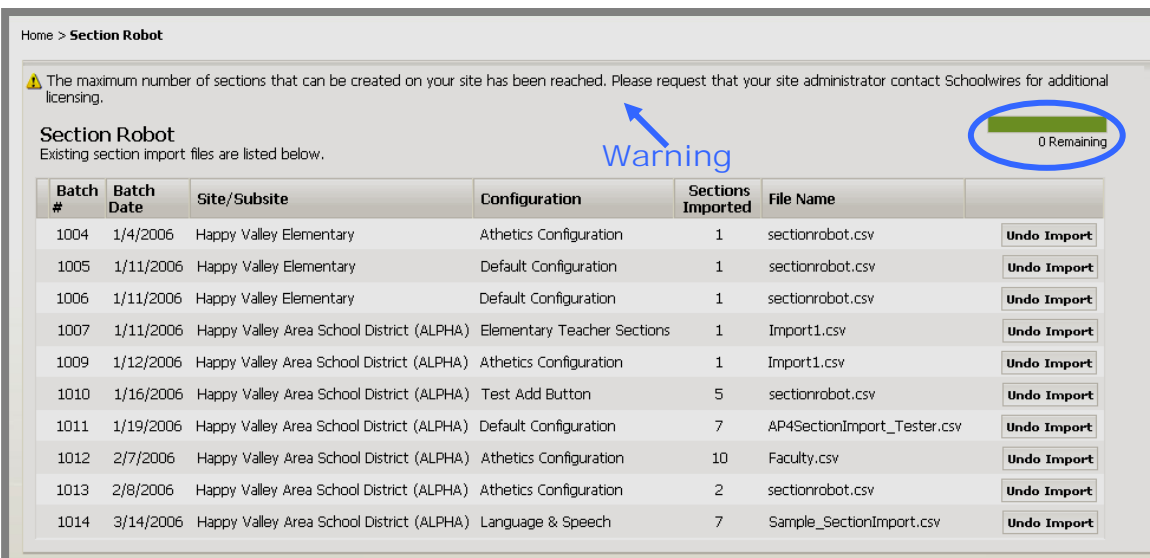 Home > Section Robot
The maximum number of sections that can be created on your site has been reached. Please request that your site administrator contact Schoolwires for additional
licensing.
Section Robot
Existing section import files are listed below.
Warning
0 Remaining
Batch # Batch Date Site/Subsite Configuration Sections Imported File Name
1004 1/4/2006 Happy Valley Elementary Athetics Configuration 1 sectionrobot.csv Undo Import
1005 1/11/2006 Happy Valley Elementary Default Configuration 1 sectionrobot.csv Undo Import
1006 1/11/2006 Happy Valley Elementary Default Configuration 1 sectionrobot.csv Undo Import
1007 1/11/2006 Happy Valley Area School District (ALPHA) Elementary Teacher Sections 1 Import1.csv Undo Import
1009 1/12/2006 Happy Valley Area School District (ALPHA) Athetics Configuration 1 Import1.csv Undo Import
1010 1/16/2006 Happy Valley Area School District (ALPHA) Test Add Button 5 sectionrobot.csv Undo Import
1011 1/19/2006 Happy Valley Area School District (ALPHA) Default Configuration 7 AP4SectionImport_Tester.csv Undo Import
1012 2/7/2006 Happy Valley Area School District (ALPHA) Athetics Configuration 10 Faculty.csv Undo Import
1013 2/8/2006 Happy Valley Area School District (ALPHA) Athetics Configuration 2 sectionrobot.csv Undo Import
1014 3/14/2006 Happy Valley Area School District (ALPHA) Language & Speech 7 Sample_SectionImport.csv Undo Import